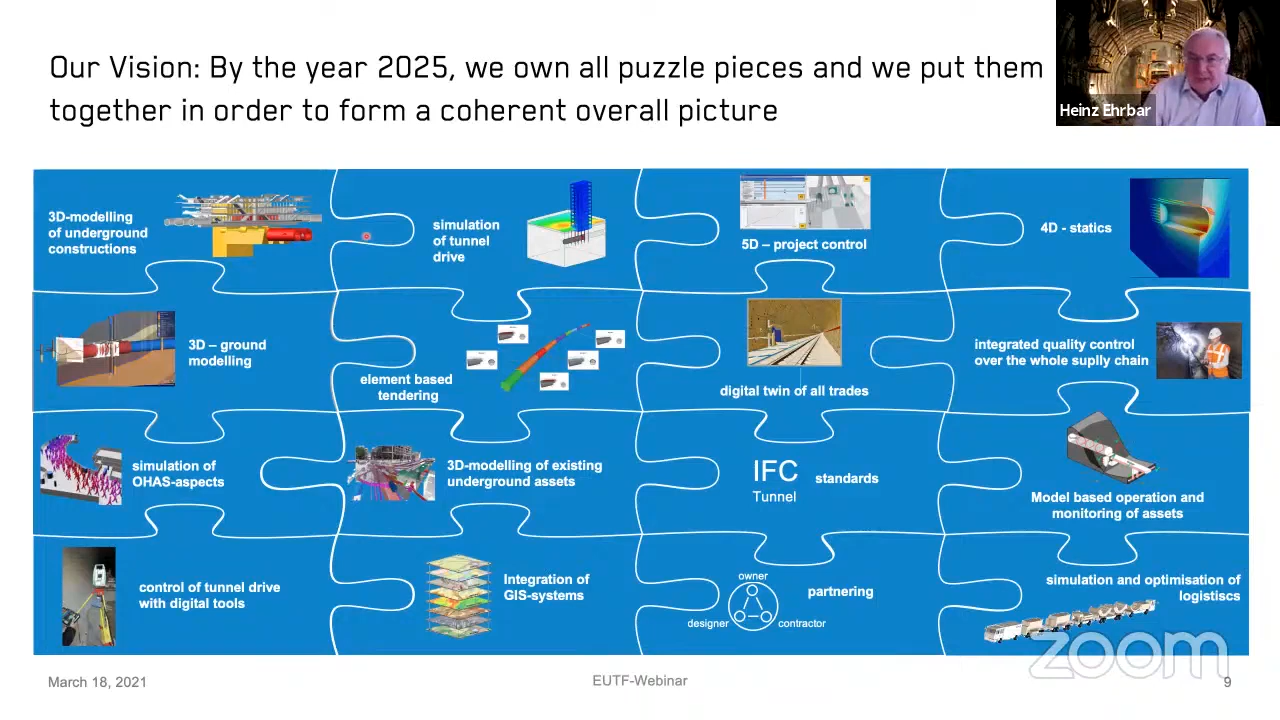 Our Vision: By the year 2025, we own all puzzle pieces and we put them
together in order to form a coherent overall picture
Heinz Ehrbar
3D-modelling
of underground
constructions
simulation
of tunnel
drive
5D – project control
4D - statics
3D – ground
modelling
element based
tendering
digital twin of all trades
integrated quality control
over the whole suplly chain
simulation of
OHAS-aspects
3D-modelling of existing
underground assets
IFC
Tunnel
standards
Model based operation and
monitoring of assets
control of tunnel drive
with digital tools
Integration of
GIS-systems
owner
designer
contractor
partnering
simulation and optimisation of
logistiscs
zoom
March 18, 2021
EUTF-Webinar
9